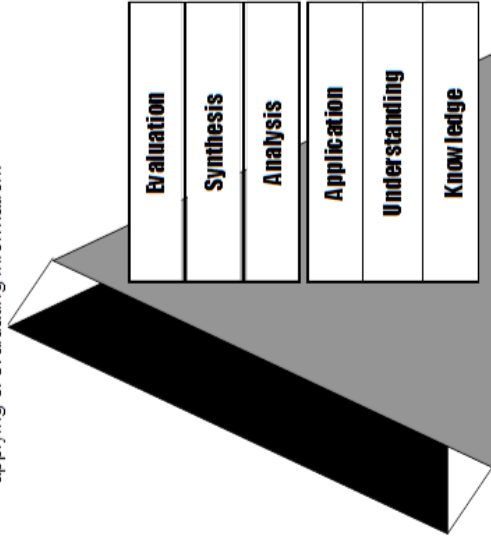 Evaluation
Synthesis
Analysis
Application
Understanding
Knowledge